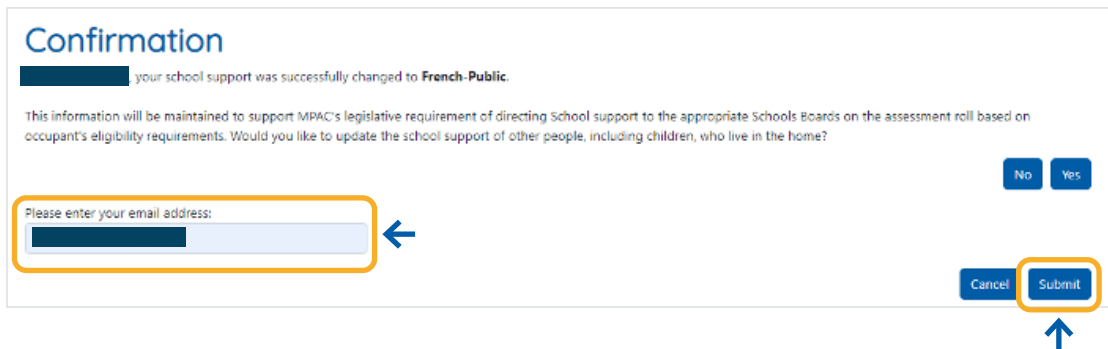 Confirmation
, your school support was successfully changed to French-Public.
This information will be maintained to support MPAC's legislative requirement of directing School support to the appropriate Schools Boards on the assessment roll based on
occupant's eligibility requirements. Would you like to update the school support of other people, including children, who live in the home?
No Yes
Please enter your email address:
Cancel Submit